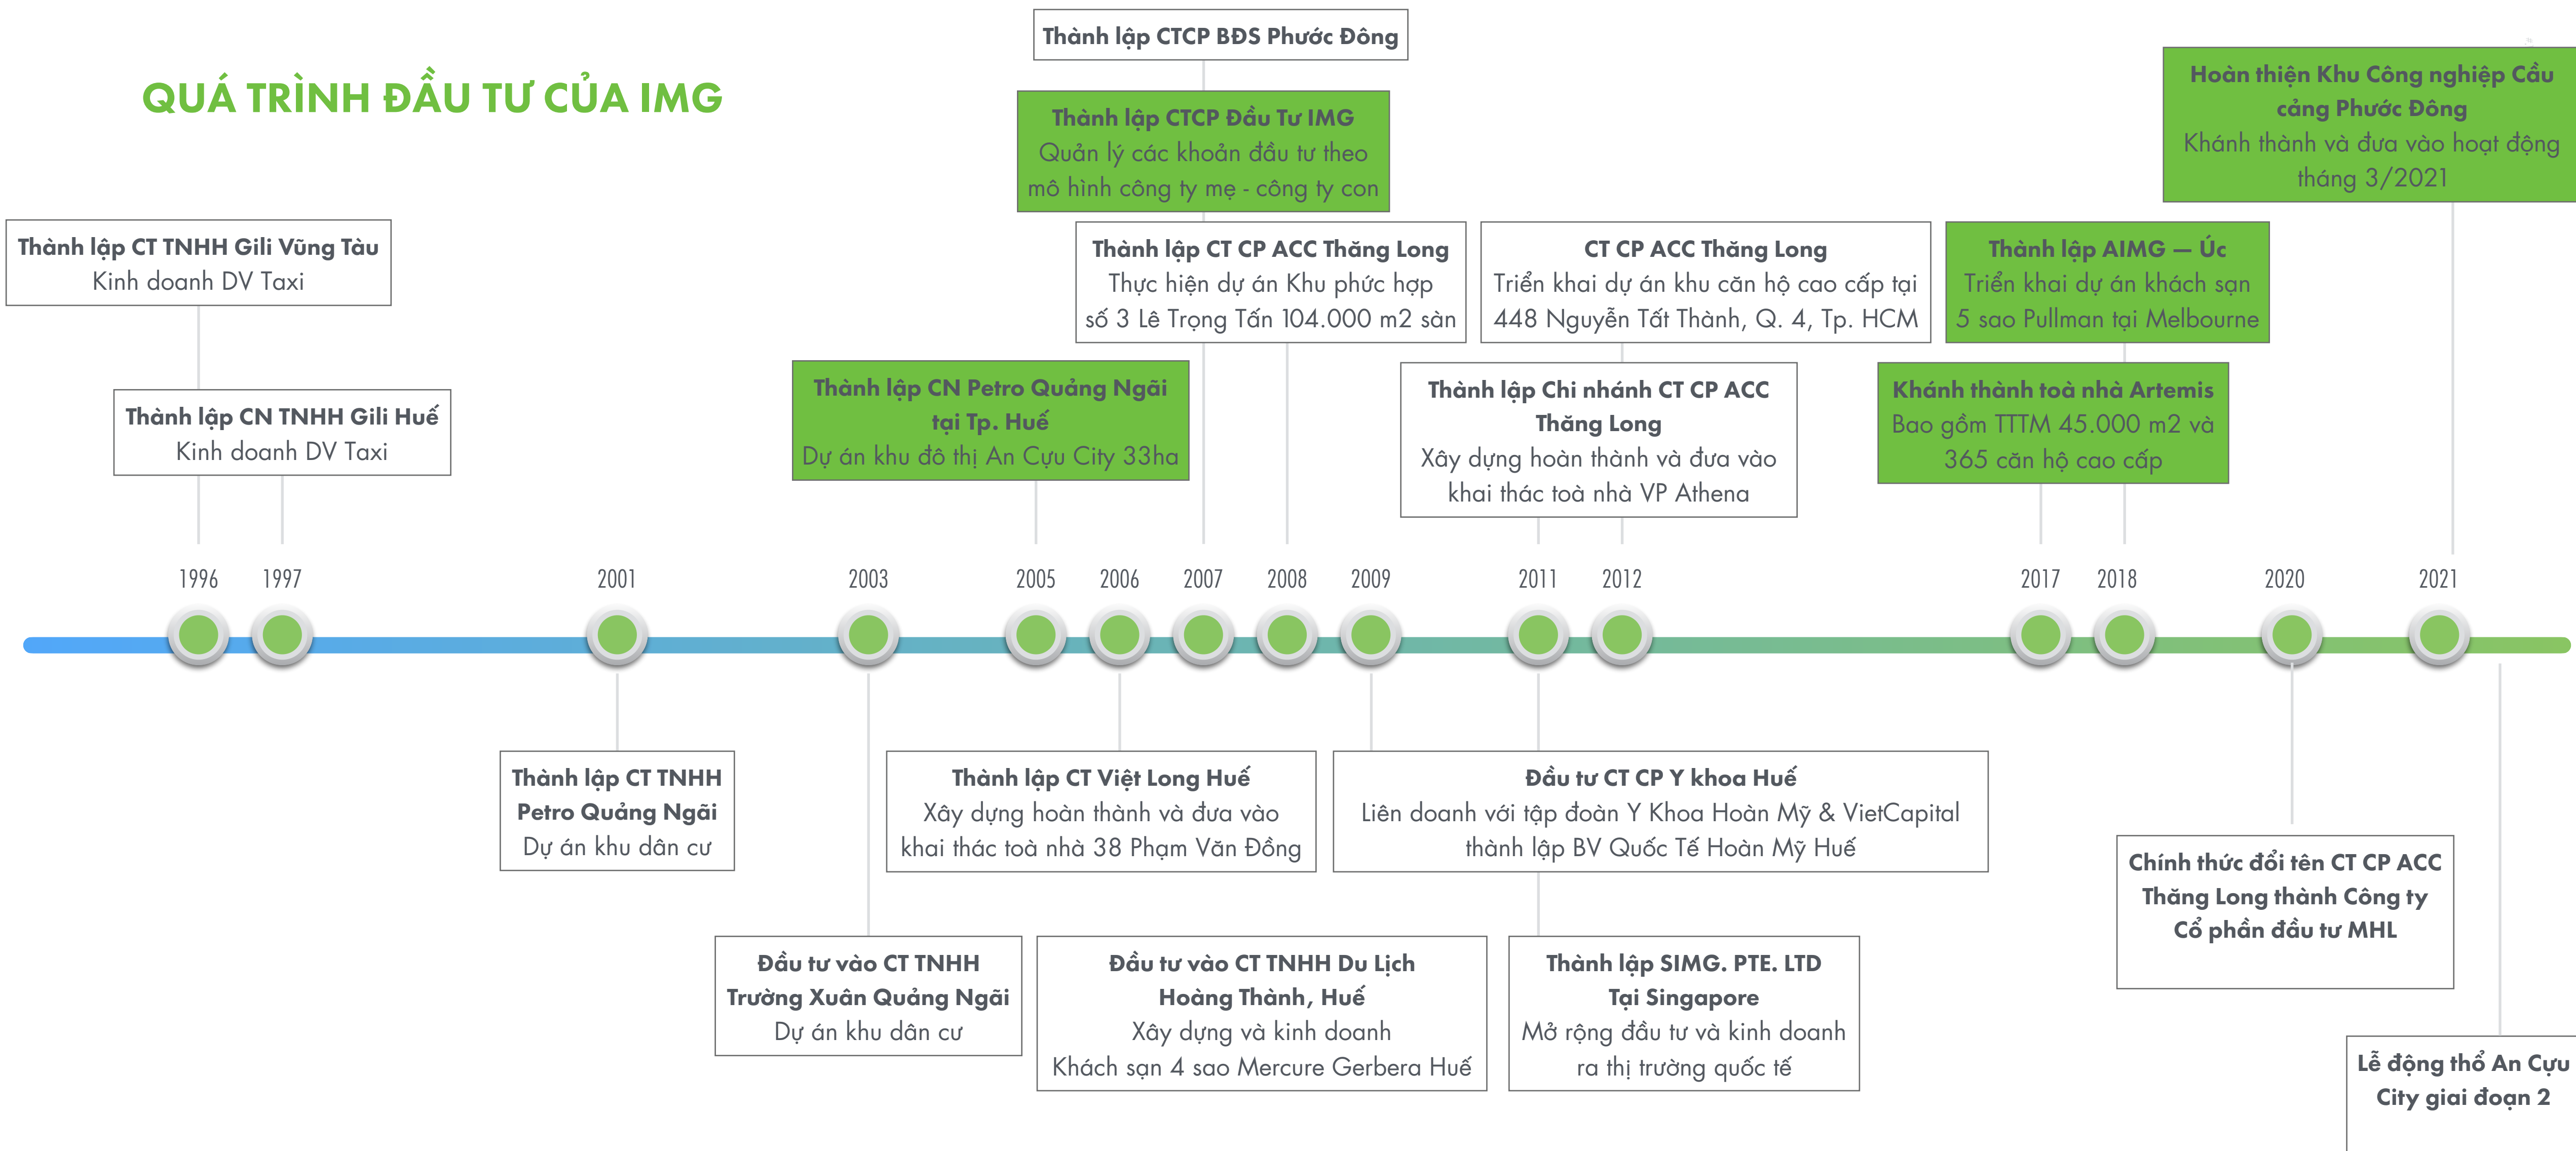 QUÁ TRÌNH ĐẦU TƯ CỦA IMG
Thành lập CTCP BĐS Phước Đông
Thành lập CTCP Đầu Tư IMG
Quản lý các khoản đầu tư theo
mô hình công ty mẹ - công ty con
Hoàn thiện Khu Công nghiệp Cầu
cảng Phước Đông
Khánh thành và đưa vào hoạt động
tháng 3/2021
Thành lập CT TNHH Gili Vũng Tàu
Kinh doanh DV Taxi
Thành lập CT CP ACC Thăng Long
Thực hiện dự án Khu phức hợp
số 3 Lê Trọng Tấn 104.000 m2 sàn
CT CP ACC Thăng Long
Triển khai dự án khu căn hộ cao cấp tại
448 Nguyễn Tất Thành, Q. 4, Tp. HCM
Thành lập AIMG — Úc
Triển khai dự án khách sạn
5 sao Pullman tại Melbourne
Thành lập CN TNHH Gili Huế
Kinh doanh DV Taxi
Thành lập CN Petro Quảng Ngãi
tại Tp. Huế
Dự án khu đô thị An Cựu City 33ha
Thành lập Chi nhánh CT CP ACC
Thăng Long
Xây dựng hoàn thành và đưa vào
khai thác toà nhà VP Athena
Khánh thành toà nhà Artemis
Bao gồm TTTM 45.000 m2 và
365 căn hộ cao cấp
1996 1997 2001 2003 2005 2006 2007 2008 2009 2011 2012 2017 2018 2020 2021
Thành lập CT TNHH
Petro Quảng Ngãi
Dự án khu dân cư
Thành lập CT Việt Long Huế
Xây dựng hoàn thành và đưa vào
khai thác toà nhà 38 Phạm Văn Đồng
Đầu tư CT CP Y khoa Huế
Liên doanh với tập đoàn Y Khoa Hoàn Mỹ & VietCapital
thành lập BV Quốc Tế Hoàn Mỹ Huế
Chính thức đổi tên CT CP ACC
Thăng Long thành Công ty
Cổ phần đầu tư MHL
Đầu tư vào CT TNHH
Trường Xuân Quảng Ngãi
Dự án khu dân cư
Đầu tư vào CT TNHH Du Lịch
Hoàng Thành, Huế
Xây dựng và kinh doanh
Khách sạn 4 sao Mercure Gerbera Huế
Thành lập SIMG. PTE. LTD
Tại Singapore
Mở rộng đầu tư và kinh doanh
ra thị trường quốc tế
Lễ động thổ An Cựu
City giai đoạn 2